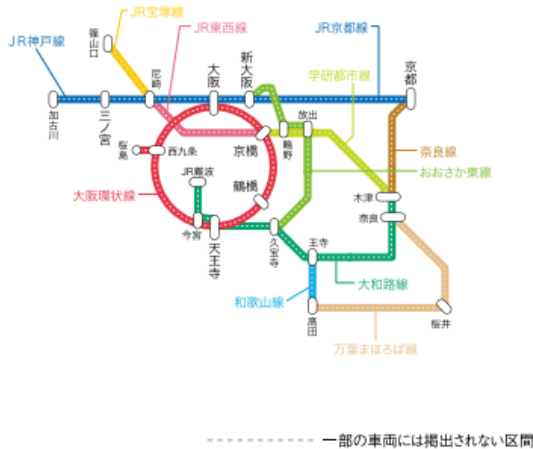 JR宝塚線
JR東西線
JR京都線
JR神戸線
篠山口
尼崎
大阪
新大阪
京都
学研都市線
放出
加古川
三ノ宮
桜島
西九条
京橋
鴫野
奈良線
おおさか東線
JR難波
鶴橋
大阪環状線
木津
奈良
今宮
天王寺
久宝寺
王寺
大和路線
和歌山線
高田
桜井
万葉まほろば線
一部の車両には掲出されない区間